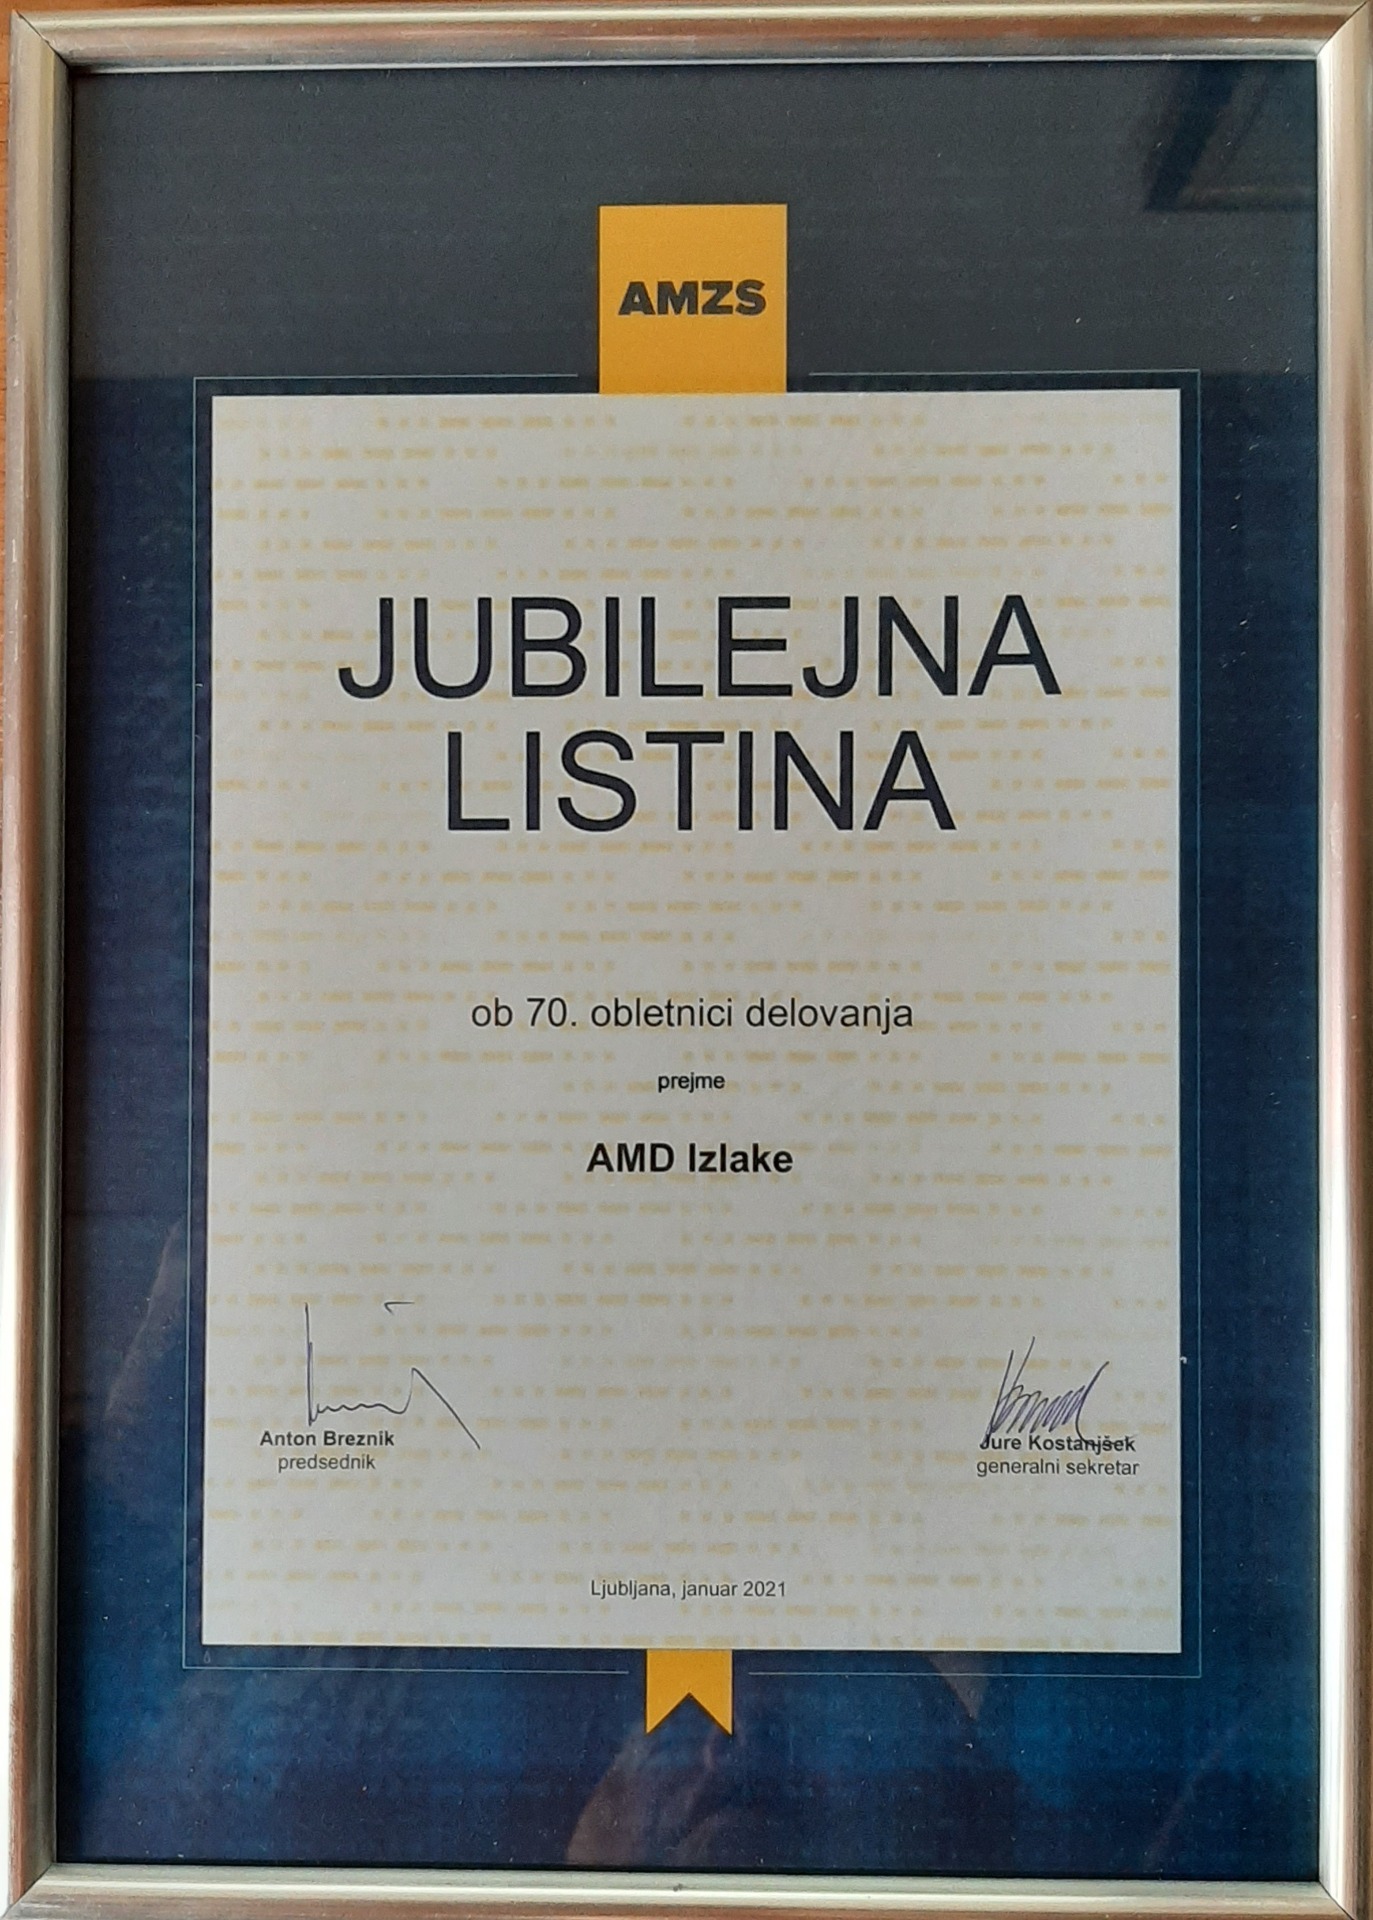 AMZS
JUBILEJNA
LISTINA
ob 70. obletnici delovanja
prejme
AMD Izlake
Anton Breznik
predsednik
Jure Kostanjšek
generalni sekretar
Ljubljana, januar 2021